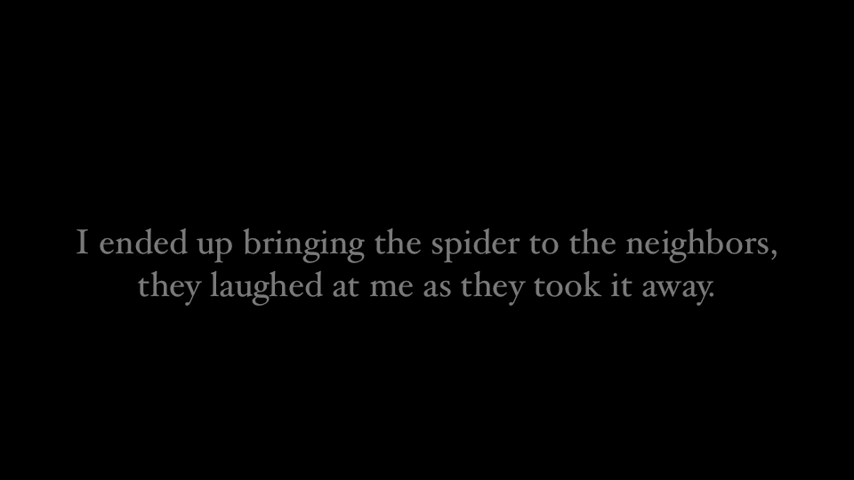 I ended up bringing the spider to the neighbors,
they laughed at me as they took it away.